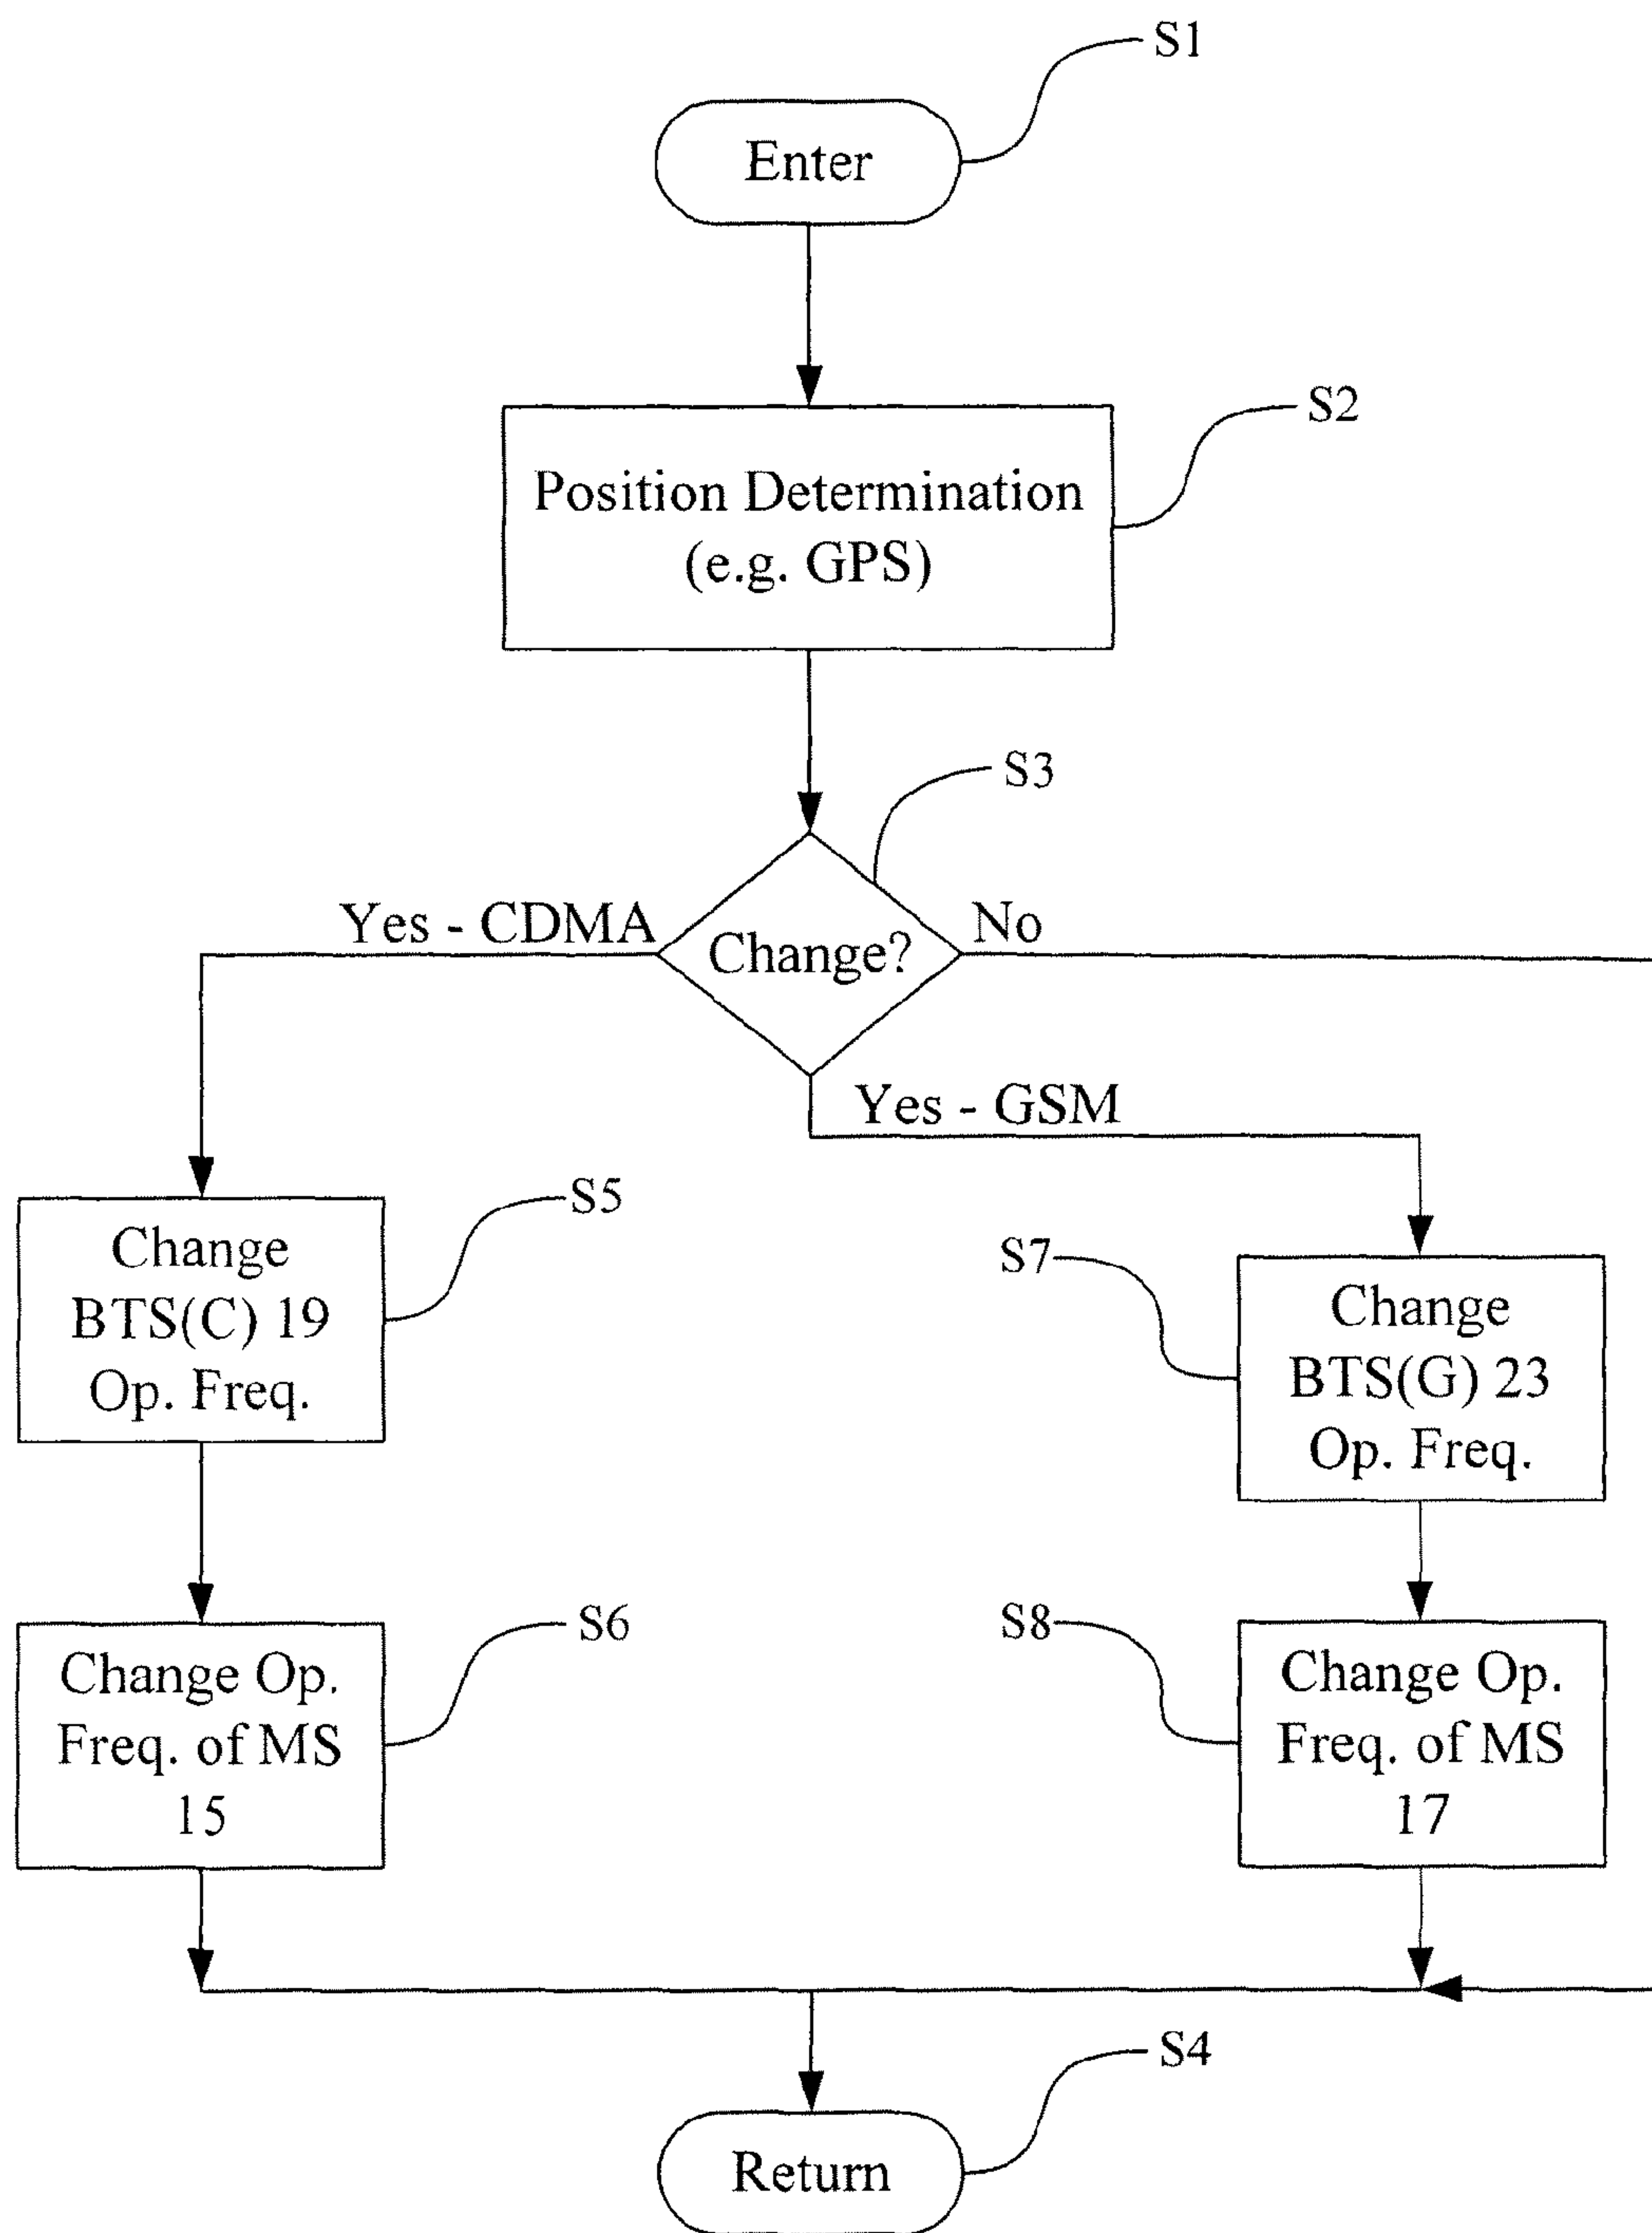 S1
Enter
S2
Position Determination
(e.g. GPS)
S3
Yes - CDMA
Change?
No
Yes - GSM
S5
Change
BTS(C) 19
Op. Freq.
S7
Change
BTS(G) 23
Op. Freq.
S6
Change Op.
Freq. of MS
15
S8
Change Op.
Freq. of MS
17
S4
Return